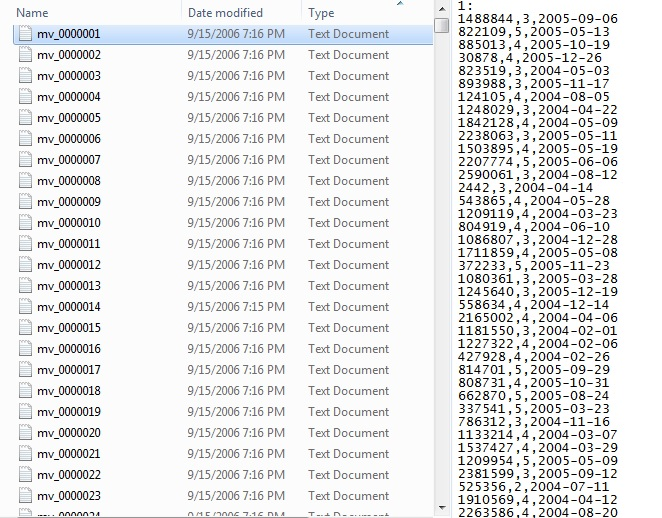 Name Date modified Type
mv_0000001 9/15/2006 7:16 PM Text Document
mv_0000002 9/15/2006 7:16 PM Text Document
mv_0000003 9/15/2006 7:16 PM Text Document
mv_0000004 9/15/2006 7:16 PM Text Document
mv_0000005 9/15/2006 7:16 PM Text Document
mv_0000006 9/15/2006 7:16 PM Text Document
mv_0000007 9/15/2006 7:16 PM Text Document
mv_0000008 9/15/2006 7:16 PM Text Document
mv_0000009 9/15/2006 7:16 PM Text Document
mv_0000010 9/15/2006 7:16 PM Text Document
mv_0000011 9/15/2006 7:16 PM Text Document
mv_0000012 9/15/2006 7:16 PM Text Document
mv_0000013 9/15/2006 7:16 PM Text Document
mv_0000014 9/15/2006 7:15 PM Text Document
mv_0000015 9/15/2006 7:16 PM Text Document
mv_0000016 9/15/2006 7:16 PM Text Document
mv_0000017 9/15/2006 7:16 PM Text Document
mv_0000018 9/15/2006 7:16 PM Text Document
mv_0000019 9/15/2006 7:16 PM Text Document
mv_0000020 9/15/2006 7:16 PM Text Document
mv_0000021 9/15/2006 7:16 PM Text Document
mv_0000022 9/15/2006 7:16 PM Text Document
mv_0000023 9/15/2006 7:16 PM Text Document
1:
1488844,3,2005-09-06
822109,5,2005-05-13
885013,4,2005-10-19
30878,4,2005-12-26
823519,3,2004-05-03
893988,3,2005-11-17
124105,4,2004-08-05
1248029,3,2004-04-22
1842128,4,2004-05-09
2238063,3,2005-05-11
1503895,4,2005-05-19
2207774,5,2005-06-06
2590061,3,2004-08-12
2442,3,2004-04-14
543865,4,2004-05-28
1209119,4,2004-03-23
804919,4,2004-06-10
1086807,3,2004-12-28
1711859,4,2005-05-08
372233,5,2005-11-23
1080361,3,2005-03-28
1245640,3,2005-12-19
558634,4,2004-12-14
2165002,4,2004-04-06
1181550,3,2004-02-01
1227322,4,2004-02-06
427928,4,2004-02-26
814701,5,2005-09-29
808731,4,2005-10-31
662870,5,2005-08-24
337541,5,2005-03-23
786312,3,2004-11-16
1133214,4,2004-03-07
1537427,4,2004-03-29
1209954,5,2005-05-09
2381599,3,2005-09-12
525356,2,2004-07-11
1910569,4,2004-04-12
2263586,4,2004-08-20